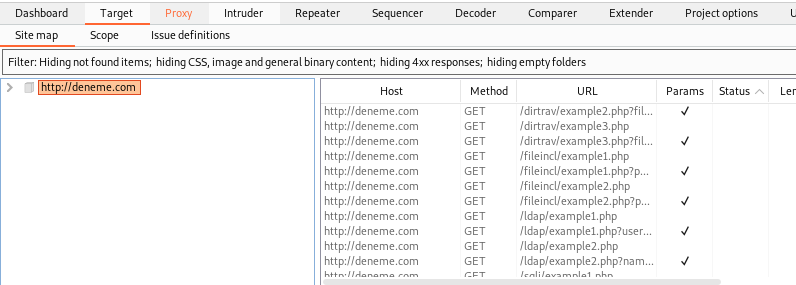 Dashboard Target Proxy Intruder Repeater Sequencer Decoder Comparer Extender Project options U
Site map Scope Issue definitions
Filter: Hiding not found items; hiding CSS, image and general binary content; hiding 4xx responses; hiding empty folders
http://deneme.com
Host Method URL Params Status Ler
http://deneme.com GET /dirtrav/example2.php?fil... ✓
http://deneme.com GET /dirtrav/example3.php
http://deneme.com GET /dirtrav/example3.php?fil... ✓
http://deneme.com GET /fileincl/example1.php
http://deneme.com GET /fileincl/example1.php?p... ✓
http://deneme.com GET /fileincl/example2.php
http://deneme.com GET /fileincl/example2.php?p... ✓
http://deneme.com GET /ldap/example1.php
http://deneme.com GET /ldap/example1.php?user... ✓
http://deneme.com GET /ldap/example2.php
http://deneme.com GET /ldap/example2.php?nam... ✓
http://deneme.com GET /sqli/example1.php